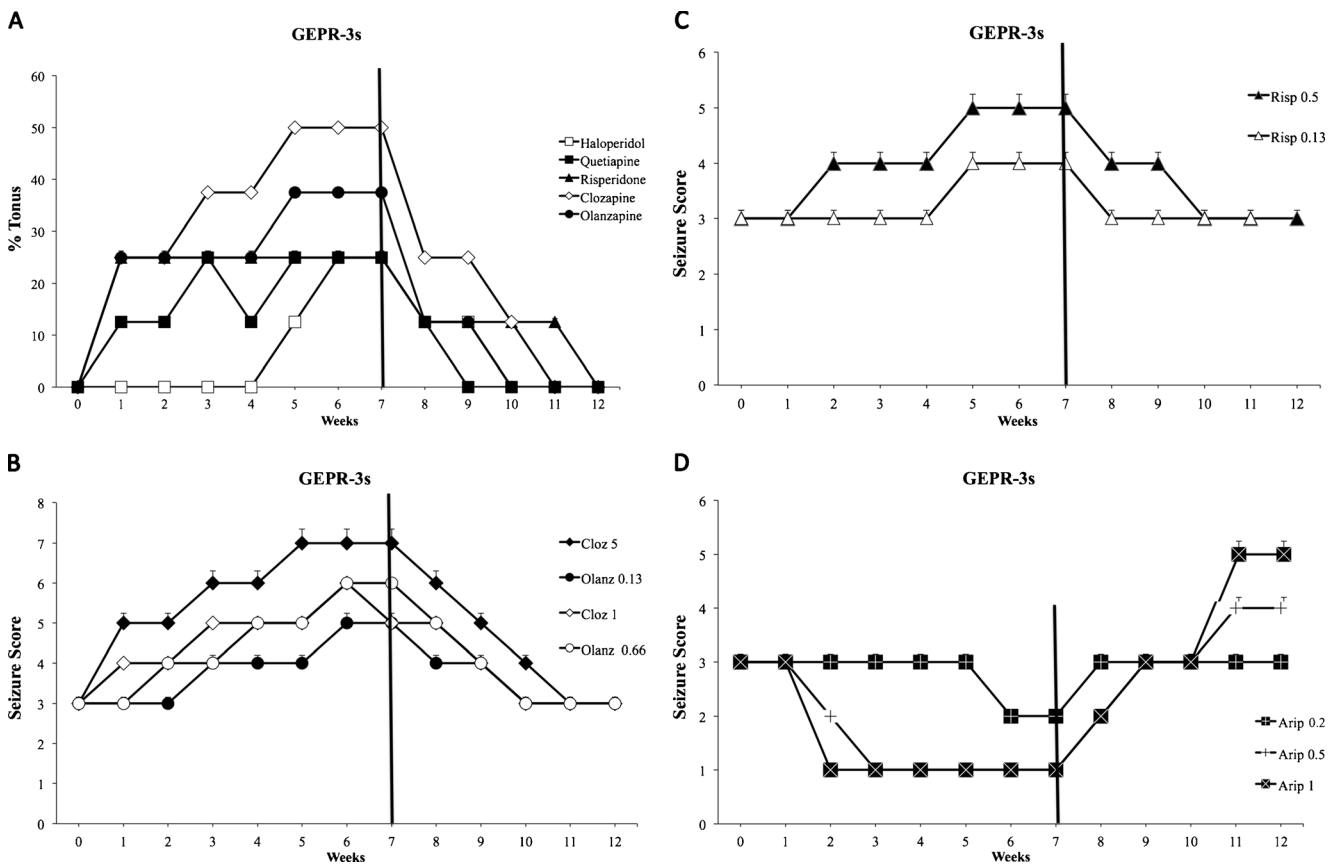 A
GEPR-3s
60
50
40
30
20
10
0
% Tonus
Haloperidol
Quetiapine
Risperidone
Clozapine
Olanzapine
0 1 2 3 4 5 6 7 8 9 10 11 12
Weeks
C
GEPR-3s
6
5
4
3
2
1
0
Seizure Score
Risp 0.5
Risp 0.13
0 1 2 3 4 5 6 7 8 9 10 11 12
Weeks
B
GEPR-3s
8
7
6
5
4
3
2
1
0
Seizure Score
Cloz 5
Olanz 0.13
Cloz 1
Olanz 0.66
0 1 2 3 4 5 6 7 8 9 10 11 12
Weeks
D
GEPR-3s
6
5
4
3
2
1
0
Seizure Score
Arip 0.2
Arip 0.5
Arip 1
0 1 2 3 4 5 6 7 8 9 10 11 12
Weeks